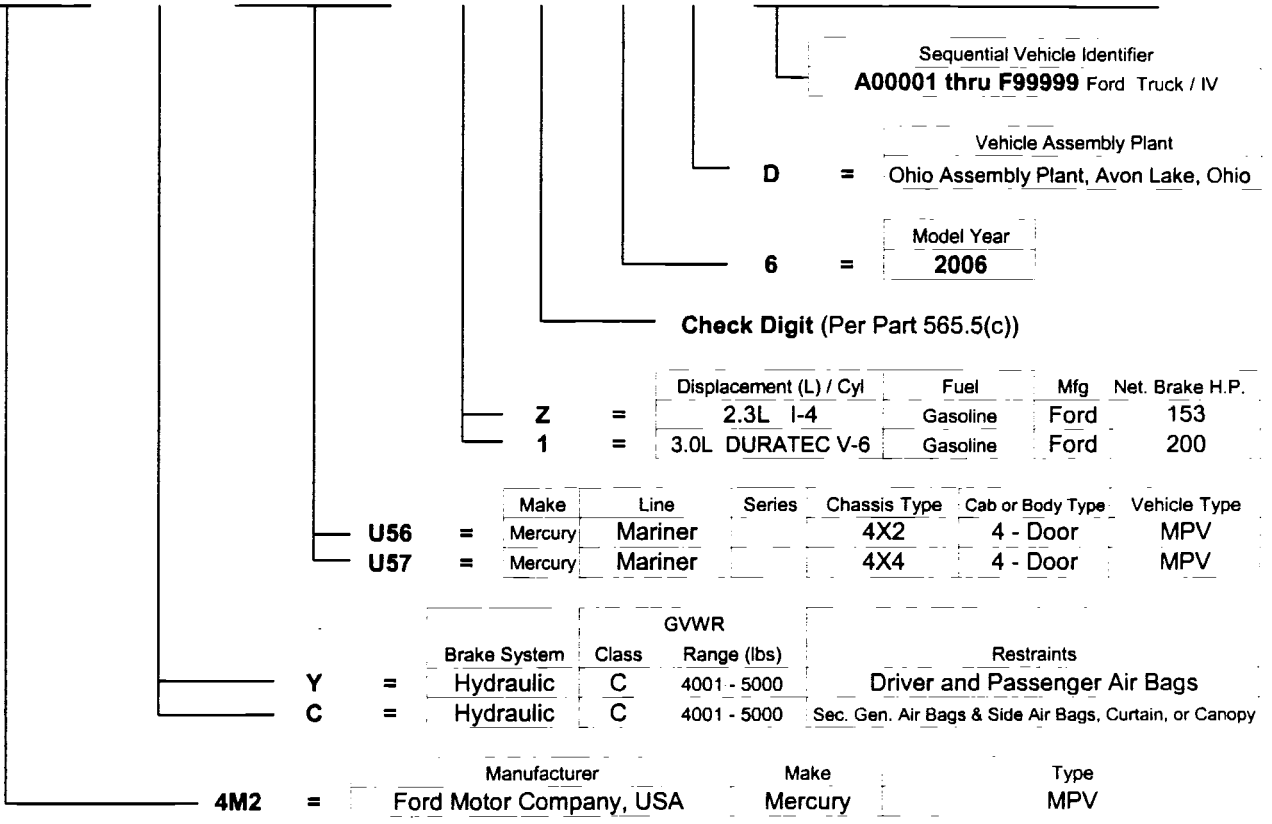 Sequential Vehicle Identifier
A00001 thru F99999 Ford Truck / IV
Vehicle Assembly Plant
D = Ohio Assembly Plant, Avon Lake, Ohio
Model Year
6 = 2006
Check Digit (Per Part 565.5(c))
Displacement (L) / Cyl Fuel Mfg Net. Brake H.P.
Z = 2.3L I-4 Gasoline Ford 153
1 = 3.0L DURATEC V-6 Gasoline Ford 200
Make Line Series Chassis Type Cab or Body Type Vehicle Type
U56 = Mercury Mariner 4X2 4 - Door MPV
U57 = Mercury Mariner 4X4 4 - Door MPV
GVWR
Brake System Class Range (lbs) Restraints
Y = Hydraulic C 4001 - 5000 Driver and Passenger Air Bags
C = Hydraulic C 4001 - 5000 Sec. Gen. Air Bags & Side Air Bags, Curtain, or Canopy
Manufacturer Make Type
4M2 = Ford Motor Company, USA Mercury MPV